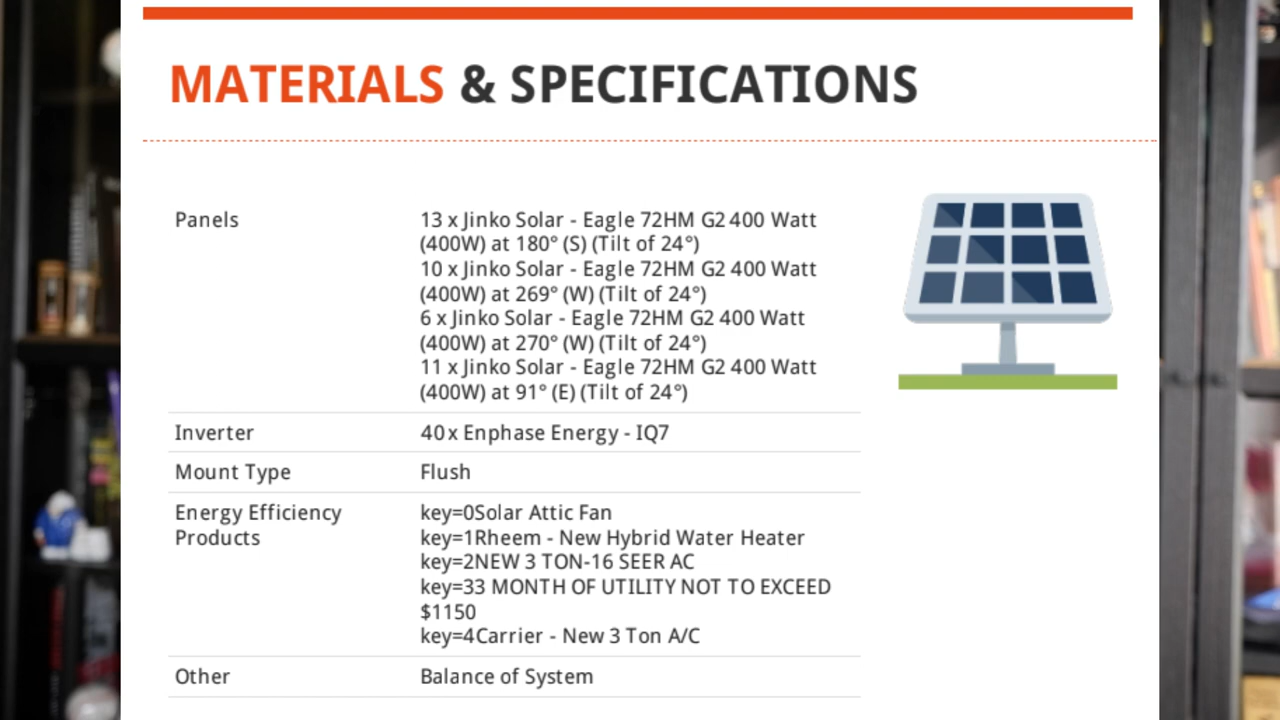 MATERIALS & SPECIFICATIONS
Panels
13 x Jinko Solar - Eagle 72HM G2 400 Watt
(400W) at 180° (S) (Tilt of 24°)
10 x Jinko Solar - Eagle 72HM G2 400 Watt
(400W) at 269° (W) (Tilt of 24°)
6 x Jinko Solar - Eagle 72HM G2 400 Watt
(400W) at 270° (W) (Tilt of 24°)
11 x Jinko Solar - Eagle 72HM G2 400 Watt
(400W) at 91° (E) (Tilt of 24°)
Inverter
40 x Enphase Energy - IQ7
Mount Type
Flush
Energy Efficiency
Products
key=0Solar Attic Fan
key=1Rheem - New Hybrid Water Heater
key=2NEW 3 TON-16 SEER AC
key=33 MONTH OF UTILITY NOT TO EXCEED
$1150
key=4Carrier - New 3 Ton A/C
Other
Balance of System